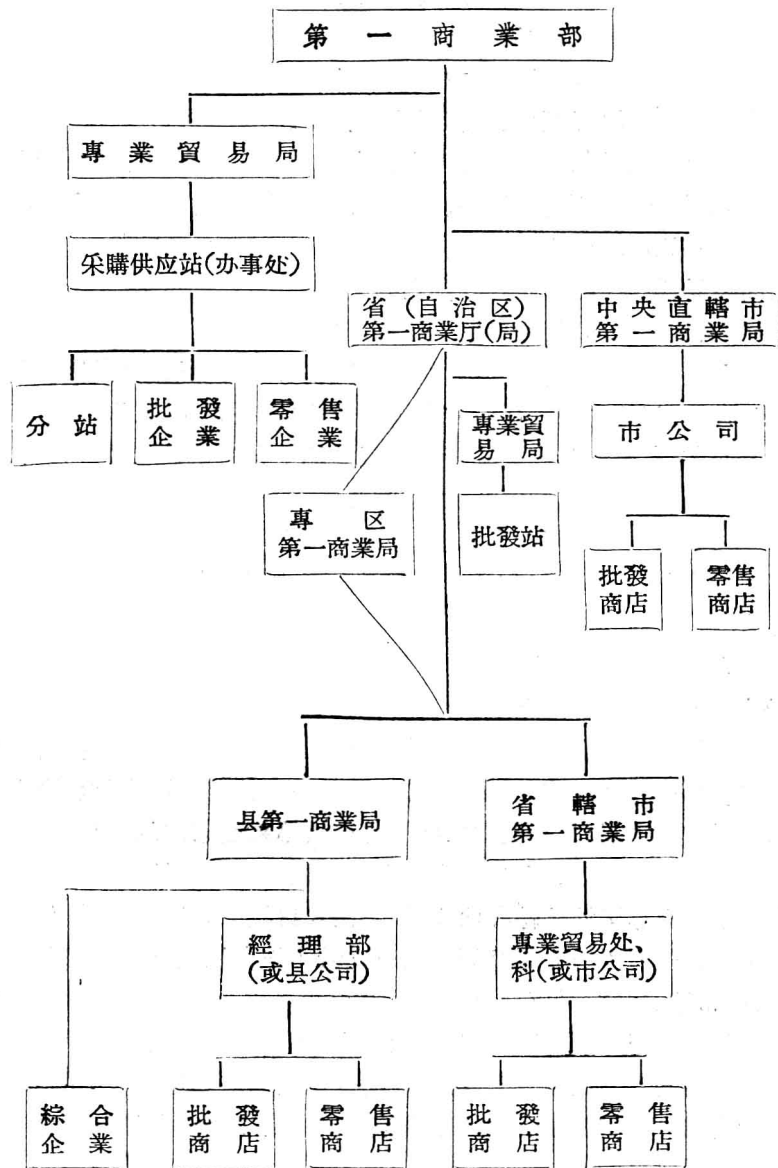 第一商業部
專業貿易局
采購供应站(办事处)
分站
批發
企業
零售
企業
省(自治区)
第一商業厅(局)
中央直轄市
第一商業局
專業貿
易局
批發站
市公司
批發
商店
零售
商店
專区
第一商業局
县第一商業局
省轄市
第一商業局
經理部
(或县公司)
專業貿易处、
科(或市公司)
綜合
企業
批發
商店
零售
商店
批發
商店
零售
商店